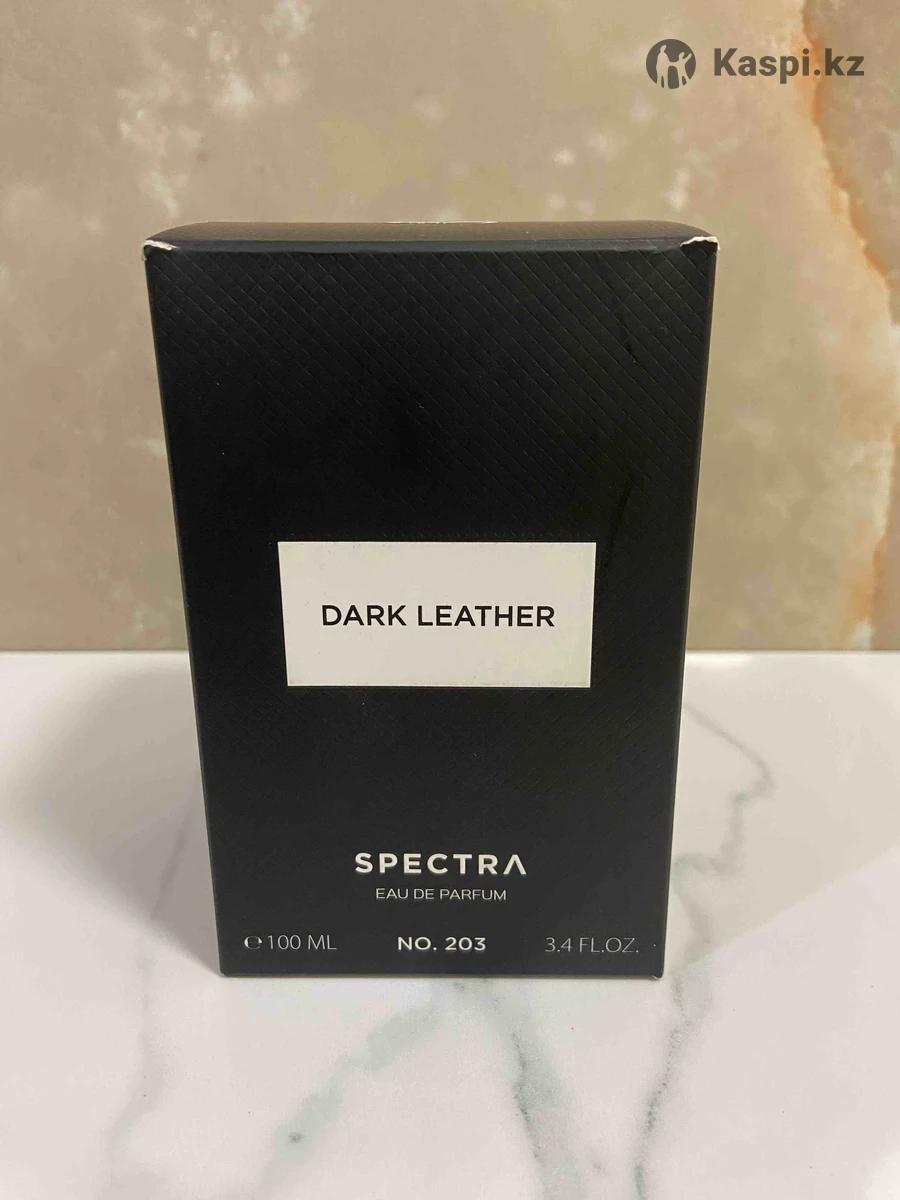 Kaspi.kz
DARK LEATHER
SPECTRA
EAU DE PARFUM
℮ 100 ML NO. 203 3.4 FL.OZ.